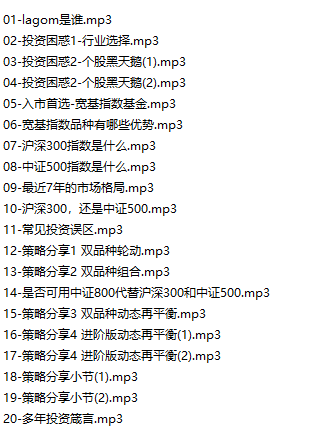 01-lagom是谁.mp3
02-投资困惑1-行业选择.mp3
03-投资困惑2-个股黑天鹅(1).mp3
04-投资困惑2-个股黑天鹅(2).mp3
05-入市首选-宽基指数基金.mp3
06-宽基指数品种有哪些优势.mp3
07-沪深300指数是什么.mp3
08-中证500指数是什么.mp3
09-最近7年的市场格局.mp3
10-沪深300，还是中证500.mp3
11-常见投资误区.mp3
12-策略分享1 双品种轮动.mp3
13-策略分享2 双品种组合.mp3
14-是否可用中证800代替沪深300和中证500.mp3
15-策略分享3 双品种动态再平衡.mp3
16-策略分享4 进阶版动态再平衡(1).mp3
17-策略分享4 进阶版动态再平衡(2).mp3
18-策略分享小节(1).mp3
19-策略分享小节(2).mp3
20-多年投资箴言.mp3